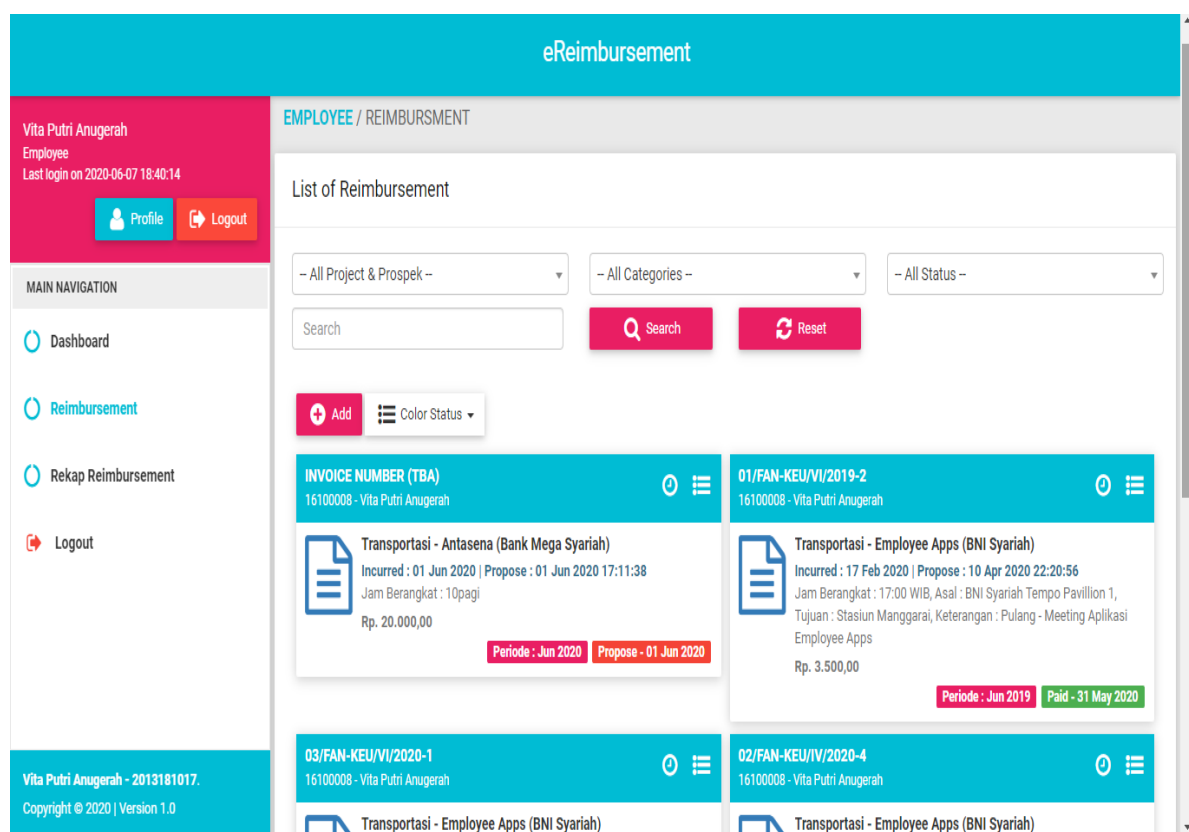 eReimbursement
Vita Putri Anugerah
Employee
Last login on 2020-06-07 18:40:14
Profile
Logout
MAIN NAVIGATION
Dashboard
Reimbursement
Rekap Reimbursement
Logout
Vita Putri Anugerah - 2013181017.
Copyright © 2020 | Version 1.0
EMPLOYEE / REIMBURSMENT
List of Reimbursement
-- All Project & Prospek --
-- All Categories --
-- All Status --
Search
Search
Reset
Add
Color Status
INVOICE NUMBER (TBA)
16100008 - Vita Putri Anugerah
Transportasi - Antasena (Bank Mega Syariah)
Incurred : 01 Jun 2020 | Propose : 01 Jun 2020 17:11:38
Jam Berangkat : 10pagi
Rp. 20.000,00
Periode : Jun 2020
Propose - 01 Jun 2020
01/FAN-KEU/VI/2019-2
16100008 - Vita Putri Anugerah
Transportasi - Employee Apps (BNI Syariah)
Incurred : 17 Feb 2020 | Propose : 10 Apr 2020 22:20:56
Jam Berangkat : 17:00 WIB, Asal : BNI Syariah Tempo Pavillion 1,
Tujuan : Stasiun Manggarai, Keterangan : Pulang - Meeting Aplikasi
Employee Apps
Rp. 3.500,00
Periode : Jun 2019
Paid - 31 May 2020
03/FAN-KEU/VI/2020-1
16100008 - Vita Putri Anugerah
Transportasi - Employee Apps (BNI Syariah)
02/FAN-KEU/IV/2020-4
16100008 - Vita Putri Anugerah
Transportasi - Employee Apps (BNI Syariah)